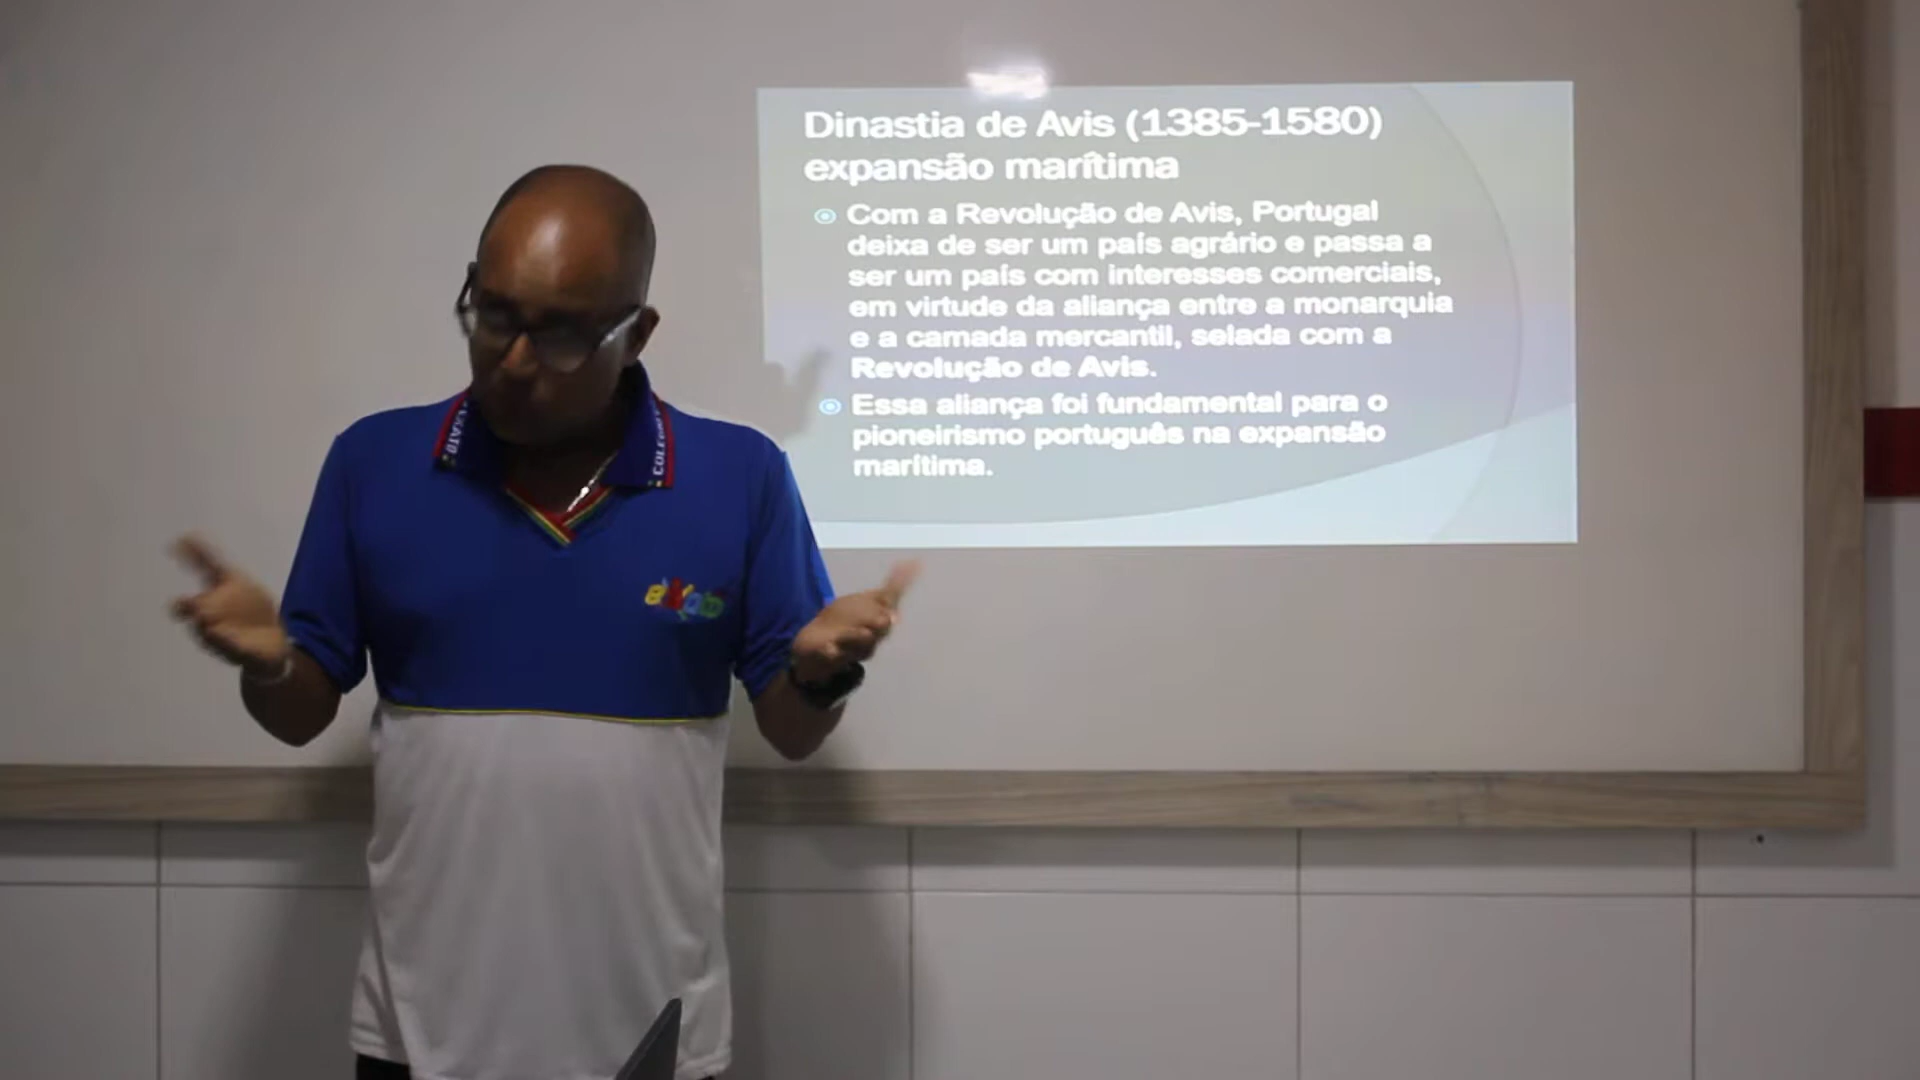 Dinastia de Avis (1385-1580)
expansão marítima
Com a Revolução de Avis, Portugal
deixa de ser um país agrário e passa a
ser um país com interesses comerciais,
em virtude da aliança entre a monarquia
e a camada mercantil, selada com a
Revolução de Avis.
Essa aliança foi fundamental para o
pioneirismo português na expansão
marítima.